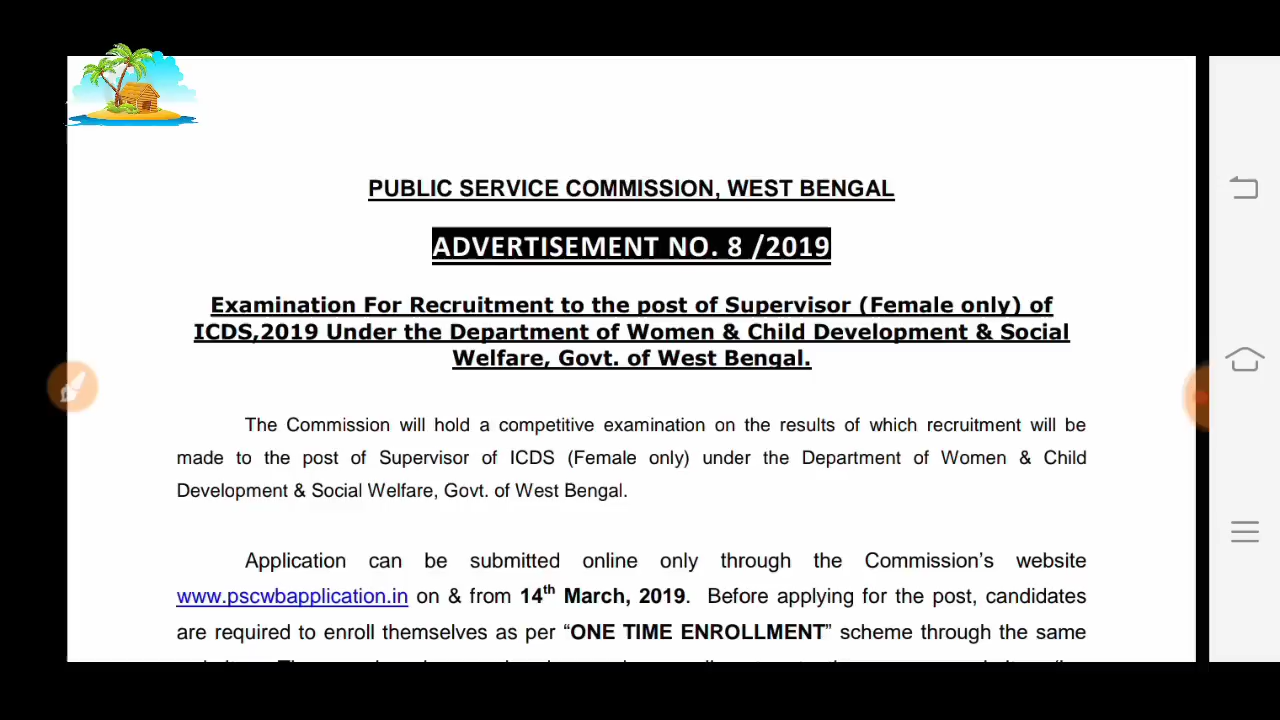 PUBLIC SERVICE COMMISSION, WEST BENGAL
ADVERTISEMENT NO. 8 /2019
Examination For Recruitment to the post of Supervisor (Female only) of
ICDS,2019 Under the Department of Women & Child Development & Social
Welfare, Govt. of West Bengal.
The Commission will hold a competitive examination on the results of which recruitment will be
made to the post of Supervisor of ICDS (Female only) under the Department of Women & Child
Development & Social Welfare, Govt. of West Bengal.
Application can be submitted online only through the Commission's website
www.pscwbapplication.in on & from 14th March, 2019. Before applying for the post, candidates
are required to enroll themselves as per “ONE TIME ENROLLMENT” scheme through the same